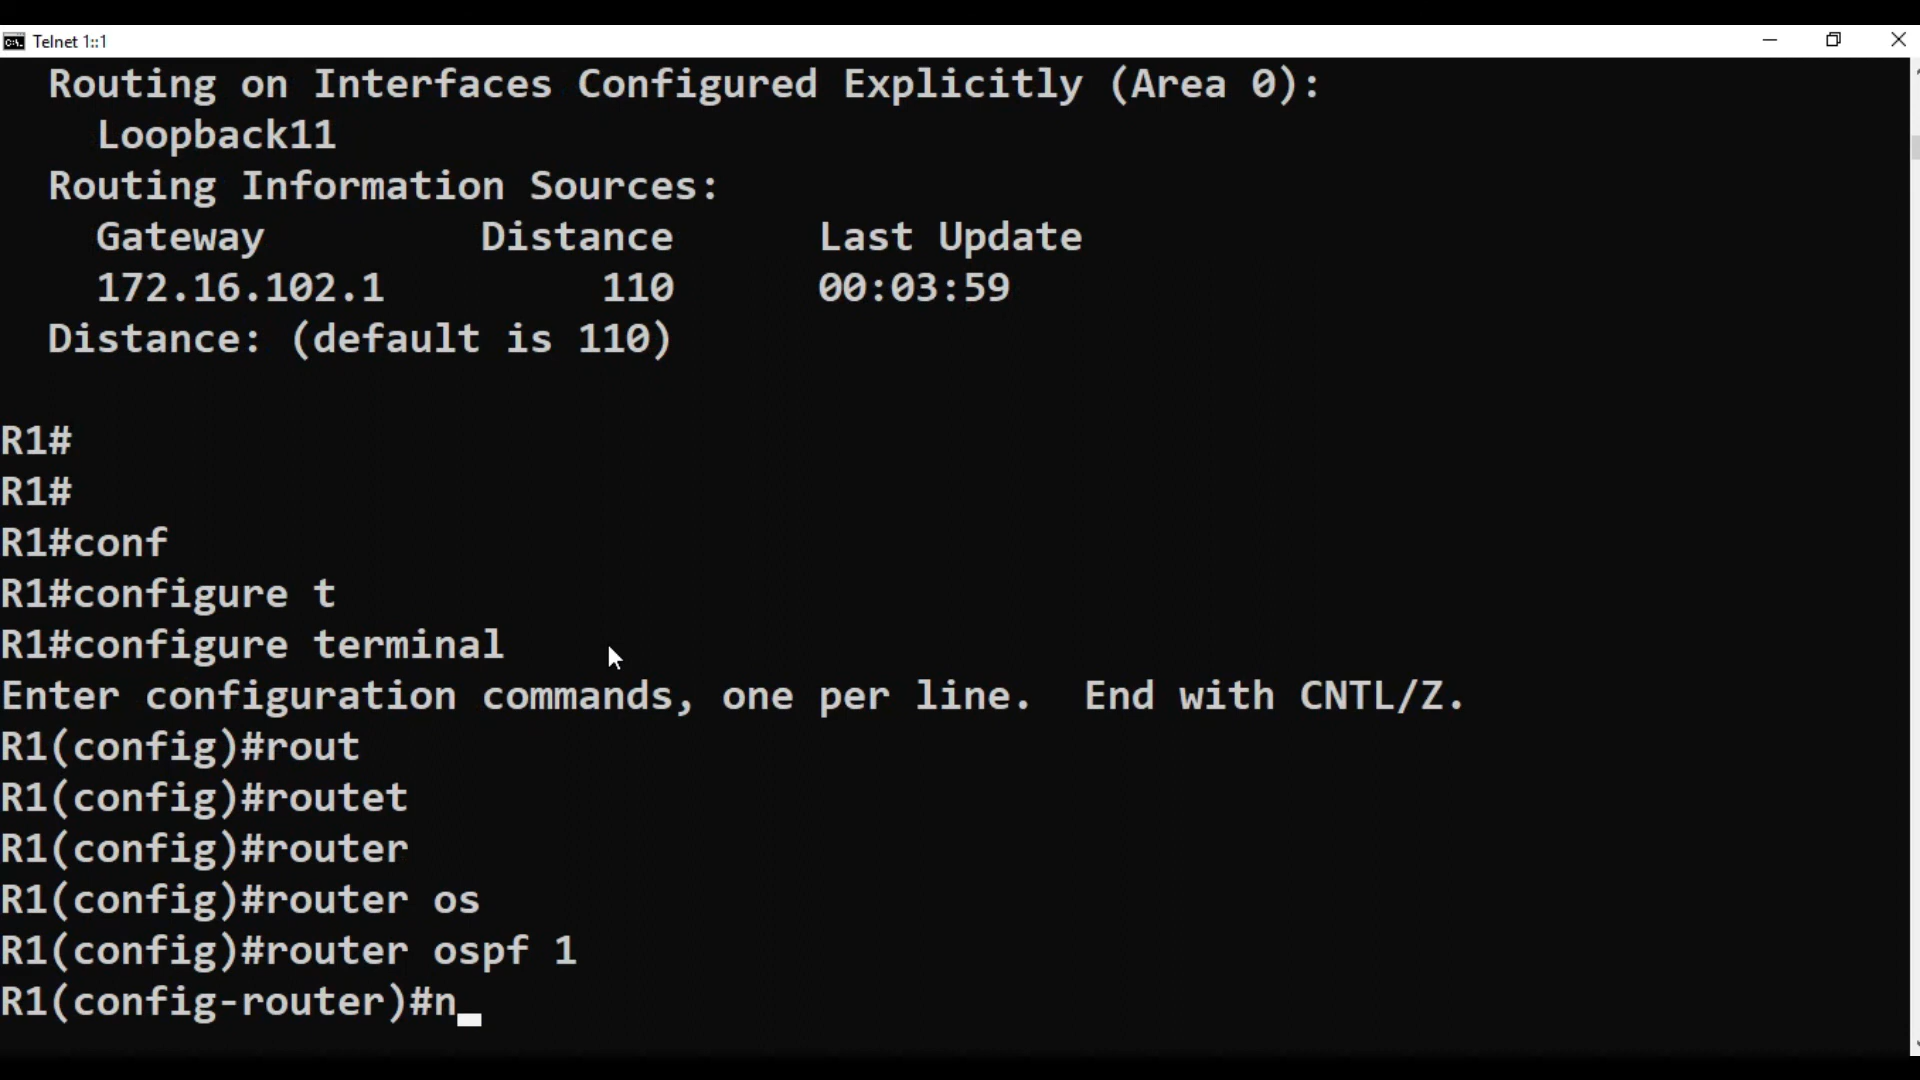 Telnet 1::1
Routing on Interfaces Configured Explicitly (Area 0):
Loopback11
Routing Information Sources:
Gateway Distance Last Update
172.16.102.1 110 00:03:59
Distance: (default is 110)
R1#
R1#
R1#conf
R1#configure t
R1#configure terminal
Enter configuration commands, one per line. End with CNTL/Z.
R1(config)#rout
R1(config)#routet
R1(config)#router
R1(config)#router os
R1(config)#router ospf 1
R1(config-router)#n